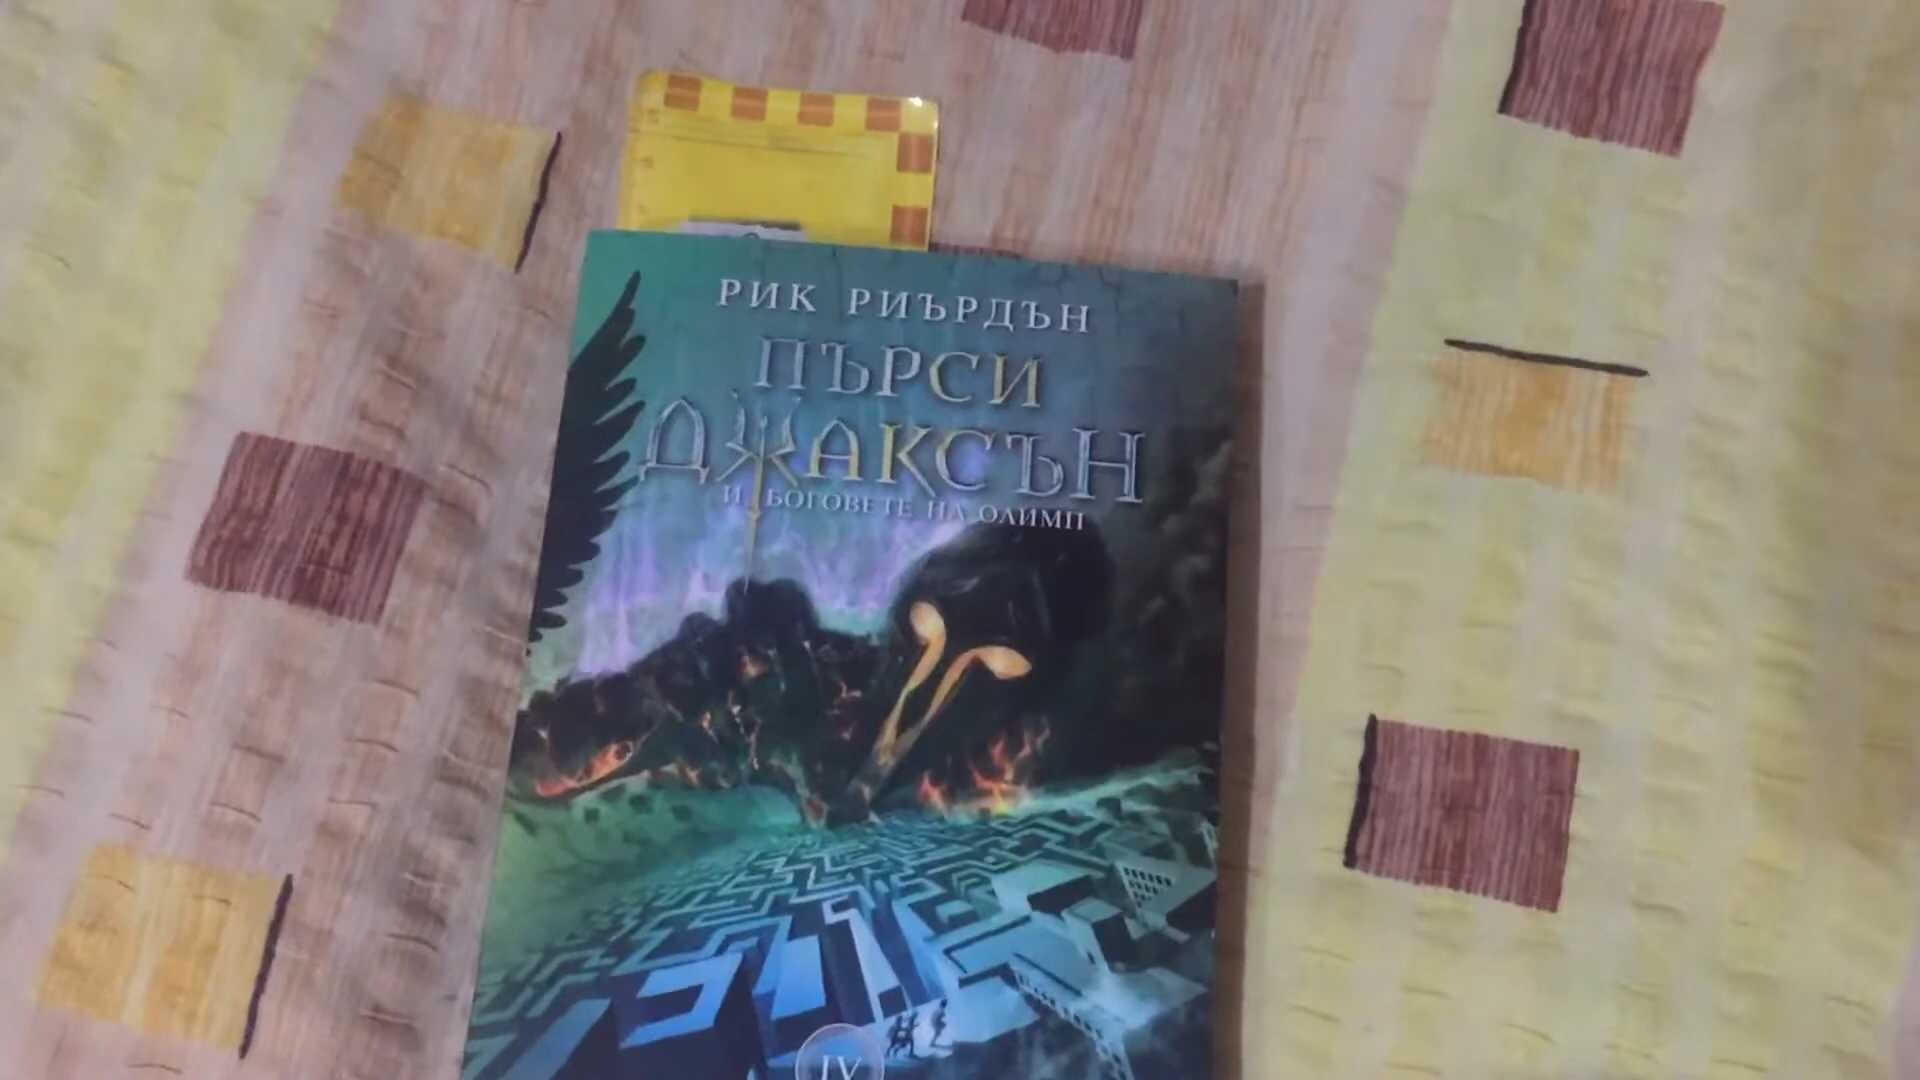 РИК РИЪРДЪН
ПЪРСИ
ДЖАКСЪН
И БОГОВЕТЕ НА ОЛИМП
IV